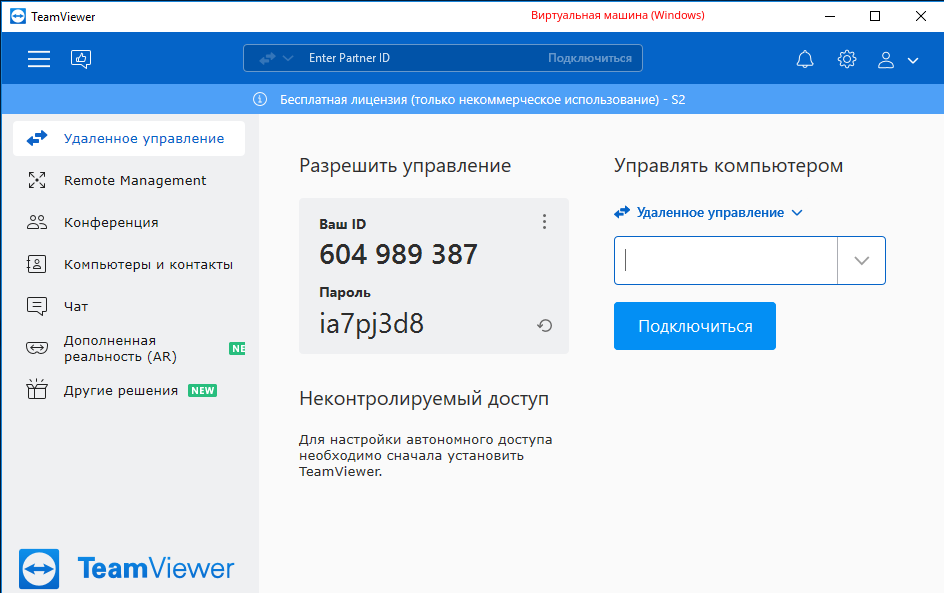 TeamViewer
Виртуальная машина (Windows)
Enter Partner ID
Подключиться
Бесплатная лицензия (только некоммерческое использование) - S2
Удаленное управление
Remote Management
Конференция
Компьютеры и контакты
Чат
Дополненная
реальность (AR)
NE
Другие решения NEW
TeamViewer
Разрешить управление
Ваш ID
604 989 387
Пароль
ia7pj3d8
Неконтролируемый доступ
Для настройки автономного доступа
необходимо сначала установить
TeamViewer.
Управлять компьютером
Удаленное управление
Подключиться